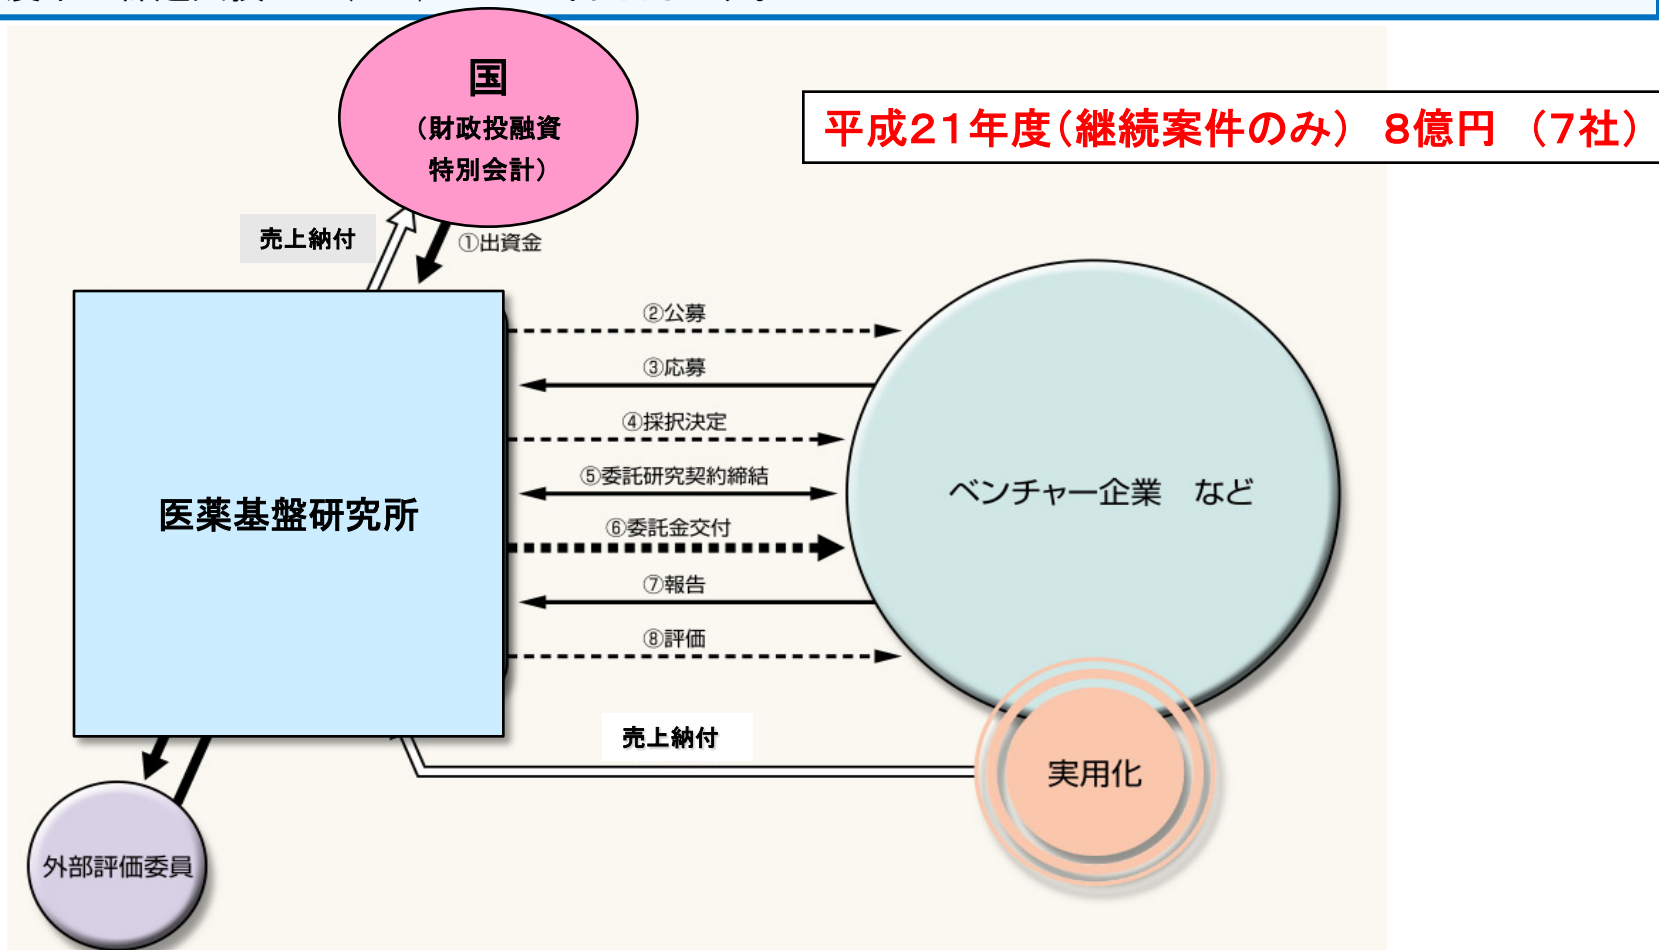 国
（財政投融資
特別会計）
平成２１年度（継続案件のみ）　８億円　（７社）
売上納付
①出資金
②公募
③応募
④採択決定
⑤委託研究契約締結
⑥委託金交付
⑦報告
⑧評価
医薬基盤研究所
ベンチャー企業　など
売上納付
実用化
外部評価委員